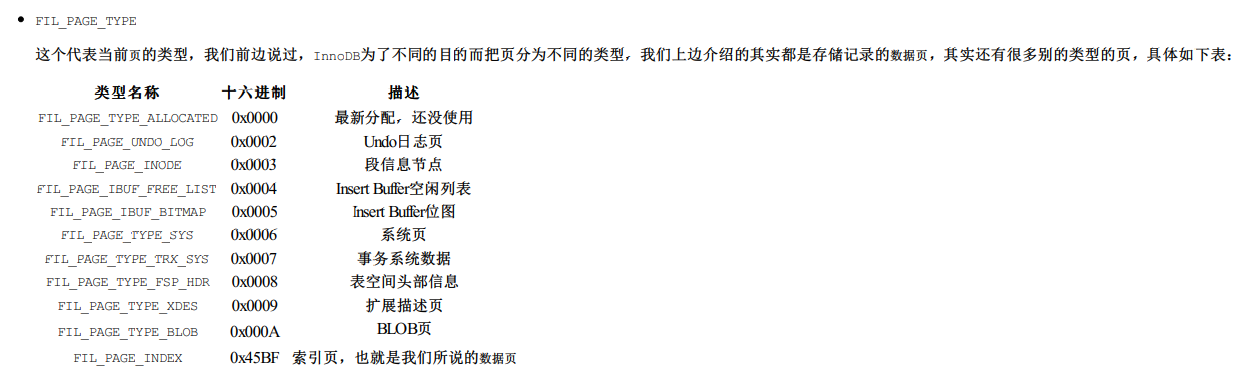 • FIL_PAGE_TYPE
这个代表当前页的类型，我们前边说过，InnoDB为了不同的目的而把页分为不同的类型，我们上边介绍的其实都是存储记录的数据页，其实还有很多别的类型的页，具体如下表：
类型名称 十六进制 描述
FIL_PAGE_TYPE_ALLOCATED 0x0000 最新分配，还没使用
FIL_PAGE_UNDO_LOG 0x0002 Undo日志页
FIL_PAGE_INODE 0x0003 段信息节点
FIL_PAGE_IBUF_FREE_LIST 0x0004 Insert Buffer空闲列表
FIL_PAGE_IBUF_BITMAP 0x0005 Insert Buffer位图
FIL_PAGE_TYPE_SYS 0x0006 系统页
FIL_PAGE_TYPE_TRX_SYS 0x0007 事务系统数据
FIL_PAGE_TYPE_FSP_HDR 0x0008 表空间头部信息
FIL_PAGE_TYPE_XDES 0x0009 扩展描述页
FIL_PAGE_TYPE_BLOB 0x000A BLOB页
FIL_PAGE_INDEX 0x45BF 索引页，也就是我们所说的数据页